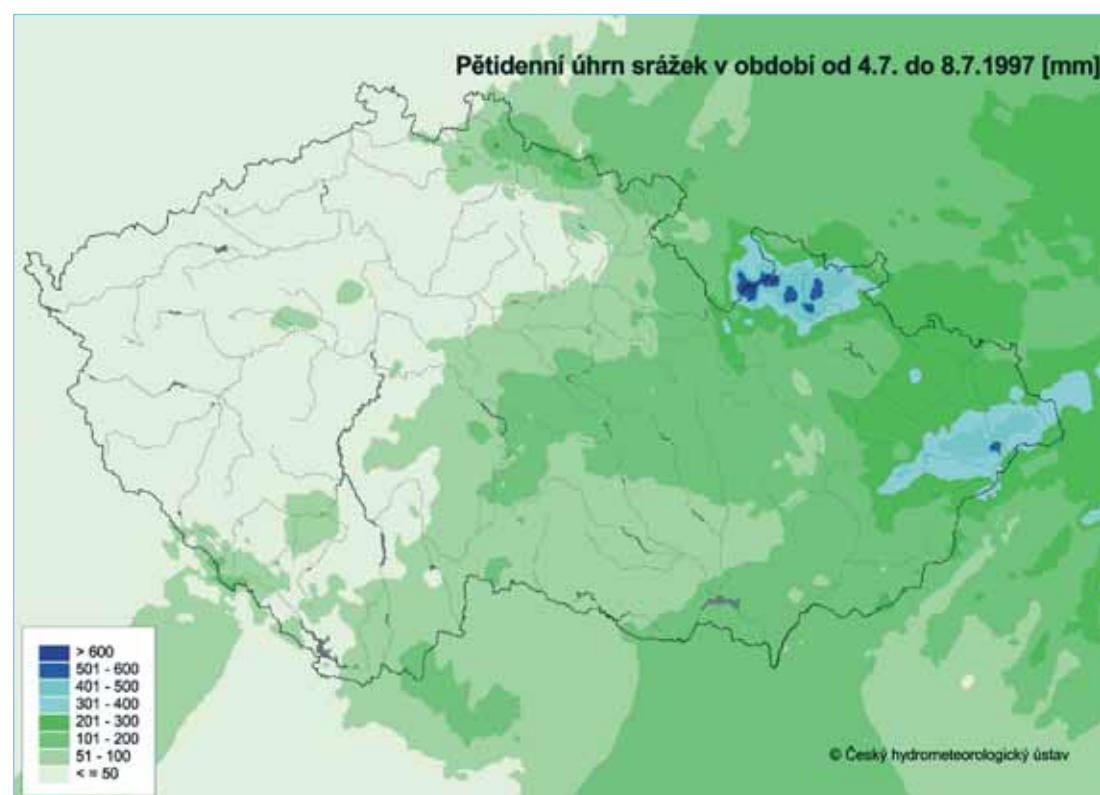 Pětidenní úhrn srážek v období od 4.7. do 8.7.1997 [mm]
> 600
501 - 600
401 - 500
301 - 400
201 - 300
101 - 200
51 - 100
< = 50
© Český hydrometeorologický ústav